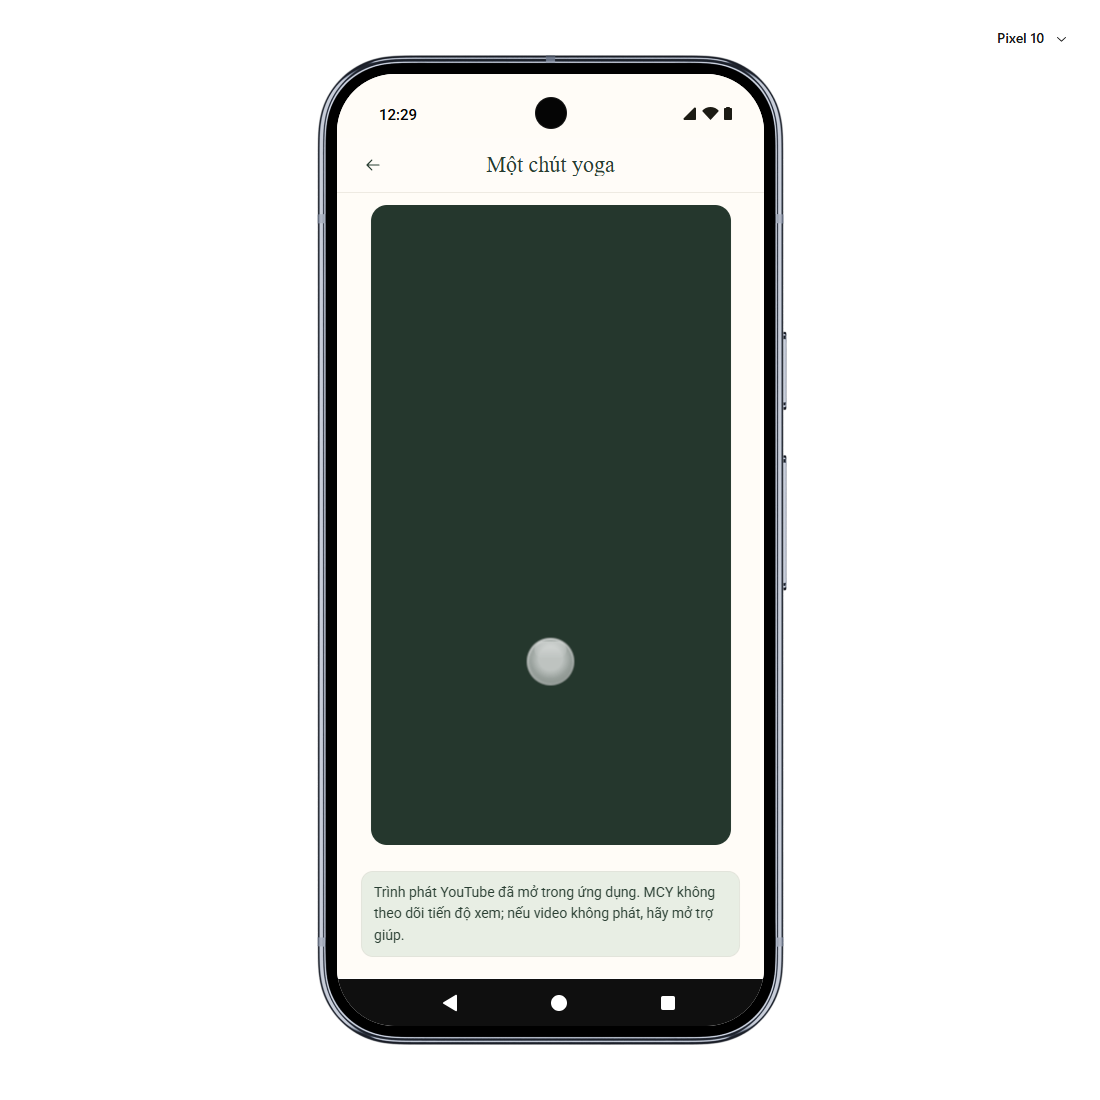 Pixel 10
12:29
Một chút yoga
Trình phát YouTube đã mở trong ứng dụng. MCY không
theo dõi tiến độ xem; nếu video không phát, hãy mở trợ
giúp.